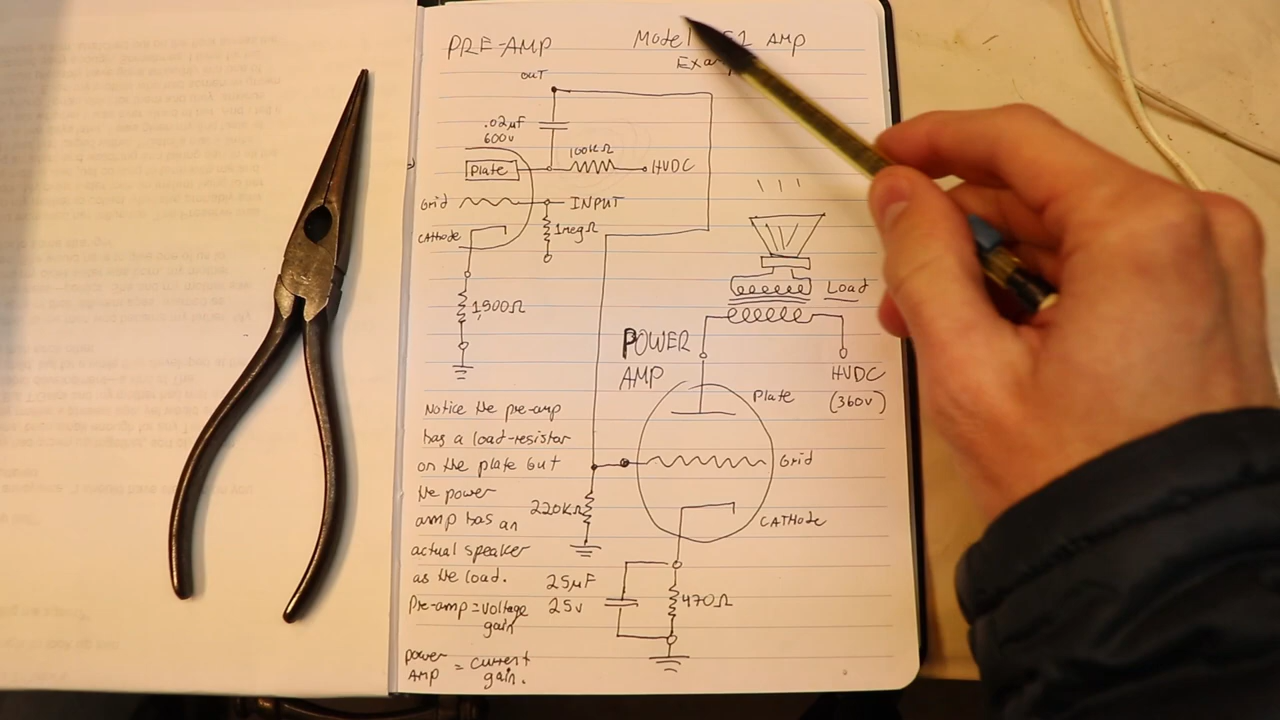 PRE-AMP
Model 52 AMP
OUT
.02µF
600v
100KΩ
Plate
HVDC
Grid
INPUT
CAthode
1megΩ
1,500Ω
Load
POWER
AMP
HVDC
(360v)
Plate
Notice the pre-amp
has a load-resistor
on the plate but
the power
amp has an
actual speaker
as the load.
Pre-amp = voltage
gain
power
AMP = current
gain.
Grid
220KΩ
CAThode
25µF
25v
470Ω